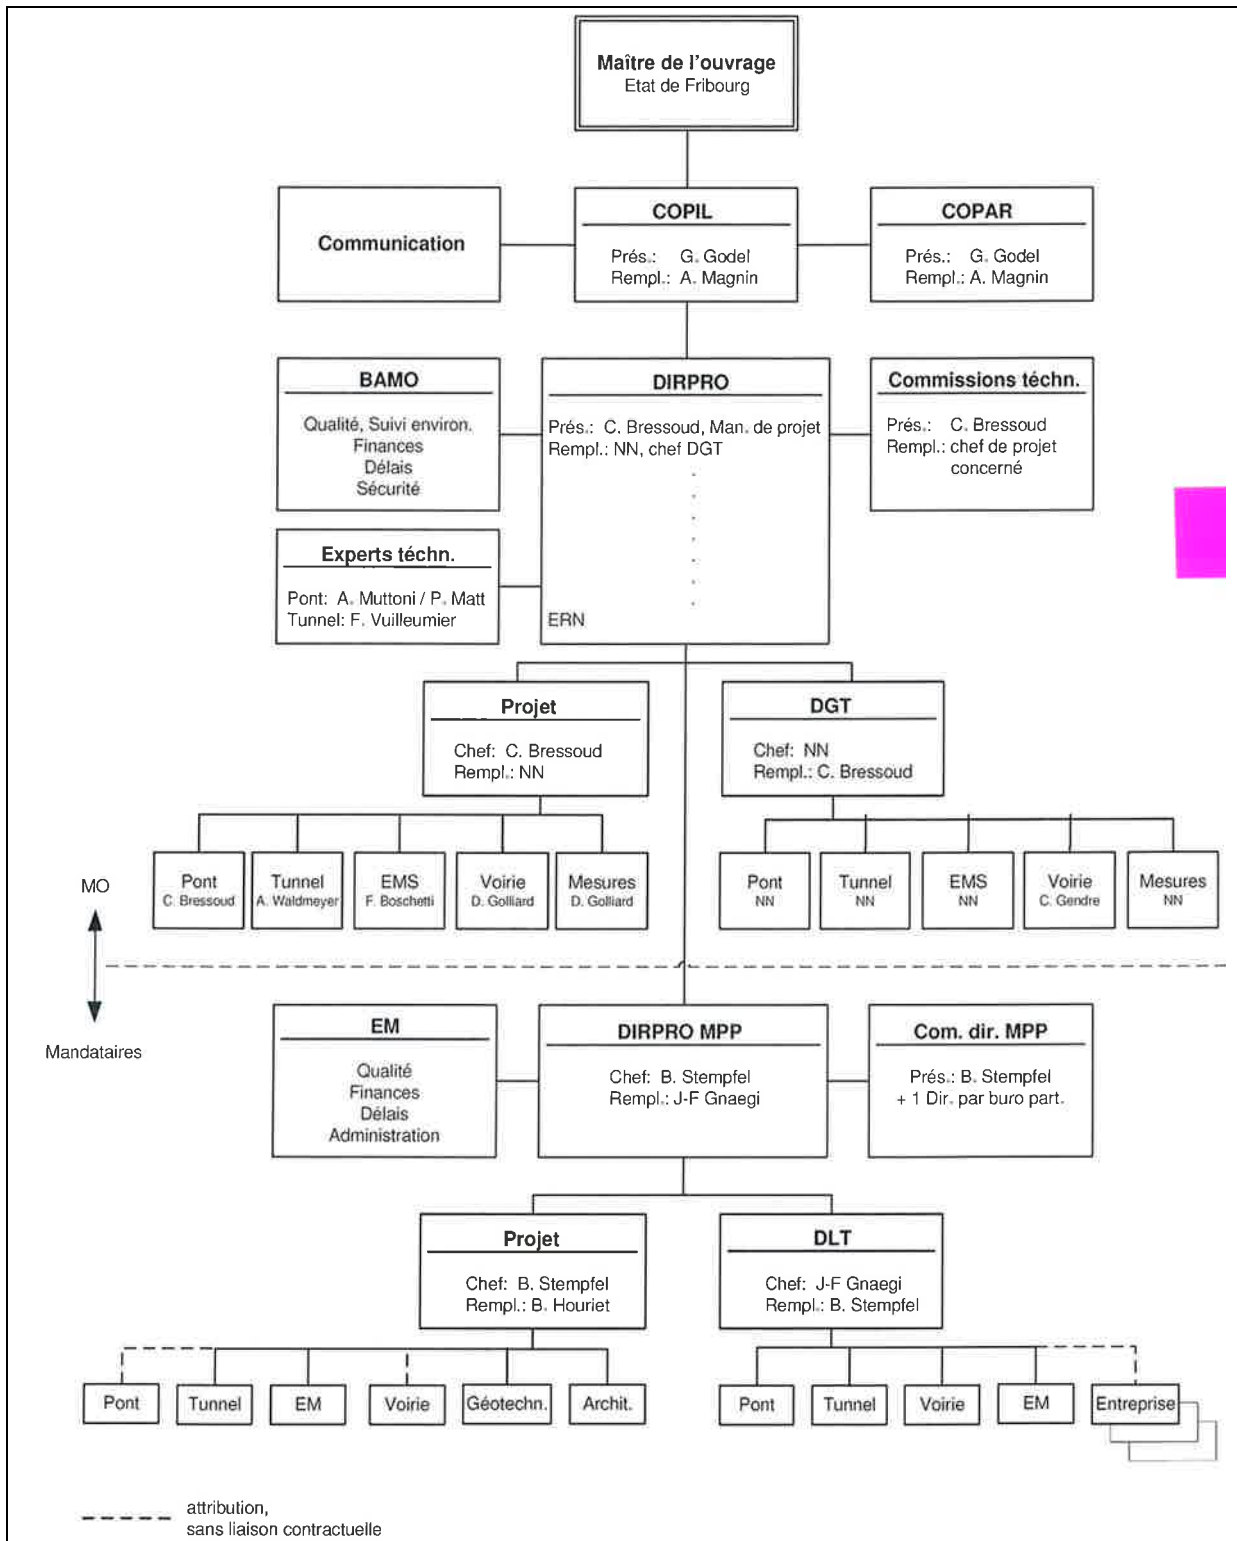 Maître de l'ouvrage
Etat de Fribourg
Communication
COPIL
Prés.: G. Godel
Rempl.: A. Magnin
COPAR
Prés.: G. Godel
Rempl.: A. Magnin
BAMO
Qualité, Suivi environ.
Finances
Délais
Sécurité
DIRPRO
Prés.: C. Bressoud, Man. de projet
Rempl.: NN, chef DGT
ERN
Commissions téchn.
Prés.: C. Bressoud
Rempl.: chef de projet
concerné
Experts téchn.
Pont: A. Muttoni / P. Matt
Tunnel: F. Vuilleumier
Projet
Chef: C. Bressoud
Rempl.: NN
DGT
Chef: NN
Rempl.: C. Bressoud
Pont
C. Bressoud
Tunnel
A. Waldmeyer
EMS
F. Boschetti
Voirie
D. Golliard
Mesures
D. Golliard
Pont
NN
Tunnel
NN
EMS
NN
Voirie
C. Gendre
Mesures
NN
MO
Mandataires
EM
Qualité
Finances
Délais
Administration
DIRPRO MPP
Chef: B. Stempfel
Rempl.: J-F Gnaegi
Com. dir. MPP
Prés.: B. Stempfel
+ 1 Dir. par buro part.
Projet
Chef: B. Stempfel
Rempl.: B. Houriet
DLT
Chef: J-F Gnaegi
Rempl.: B. Stempfel
Pont
Tunnel
EM
Voirie
Géotechn.
Archit.
Pont
Tunnel
Voirie
EM
Entreprise
attribution,
sans liaison contractuelle